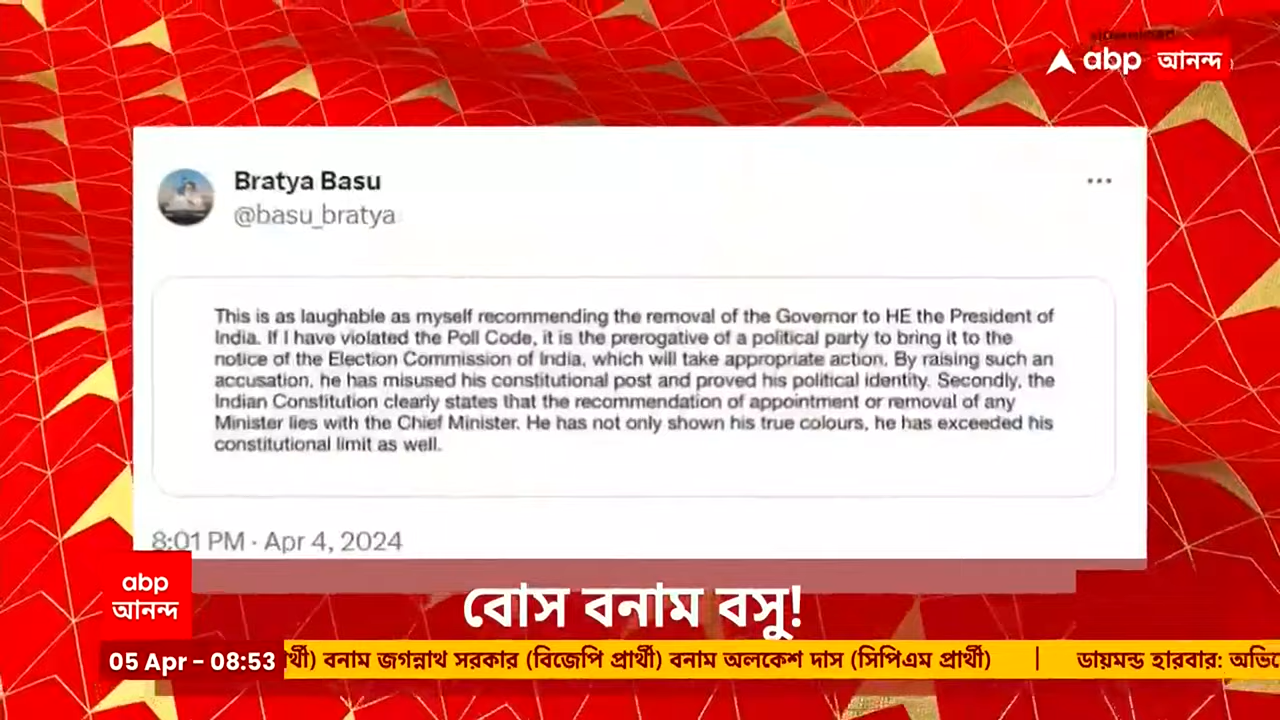 abp আনন্দ
Bratya Basu
@basu_bratya
This is as laughable as myself recommending the removal of the Governor to HE the President of
India. If I have violated the Poll Code, it is the prerogative of a political party to bring it to the
notice of the Election Commission of India, which will take appropriate action. By raising such an
accusation, he has misused his constitutional post and proved his political identity. Secondly, the
Indian Constitution clearly states that the recommendation of appointment or removal of any
Minister lies with the Chief Minister. He has not only shown his true colours, he has exceeded his
constitutional limit as well.
8:01 PM · Apr 4, 2024
abp
আনন্দ
বোস বনাম বসু!
05 Apr - 08:53
র্থী) বনাম জগন্নাথ সরকার (বিজেপি প্রার্থী) বনাম অলকেশ দাস (সিপিএম প্রার্থী) | ডায়মন্ড হারবার: অভিে